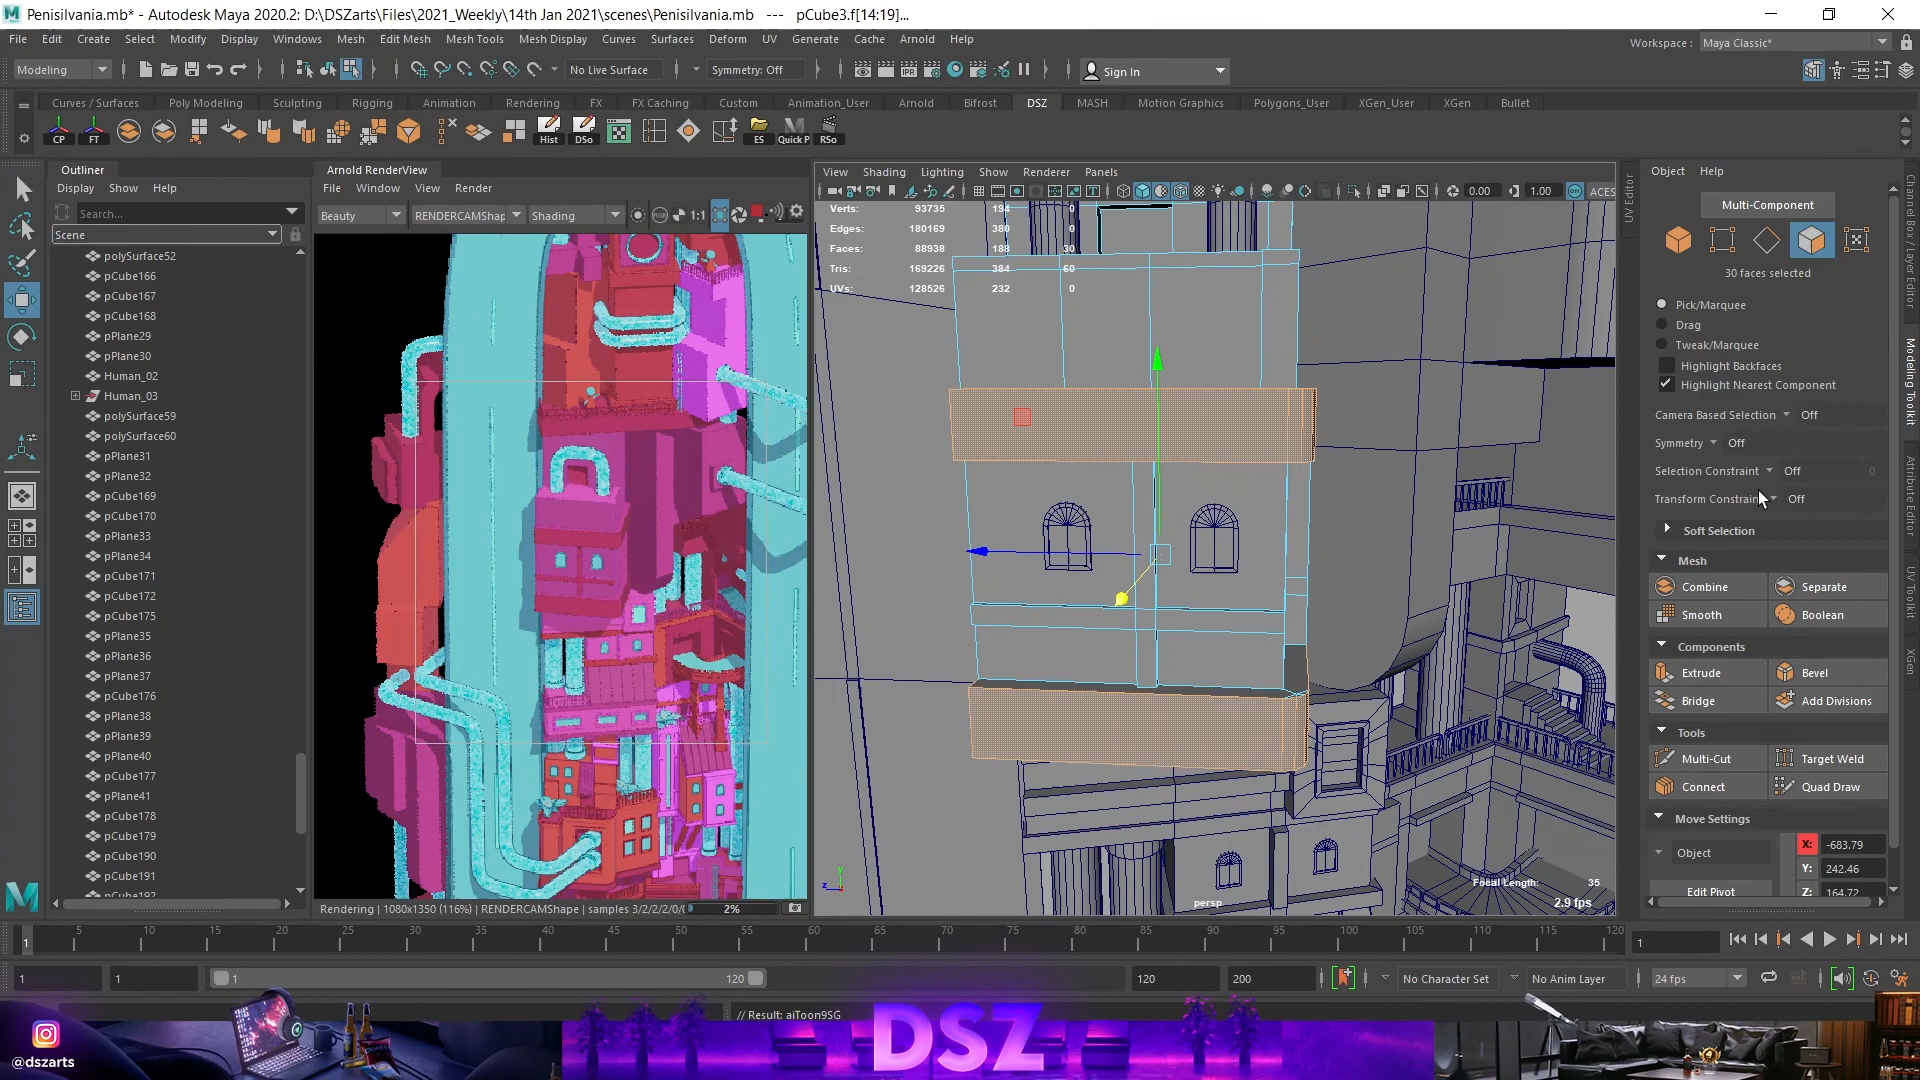 Penisilvania.mb* - Autodesk Maya 2020.2: D:\DSZarts\Files\2021_Weekly\14th Jan 2021\scenes\Penisilvania.mb   ---   pCube3.f[14:19]...
File Edit Create Select Modify Display Windows Mesh Edit Mesh Mesh Tools Mesh Display Curves Surfaces Deform UV Generate Cache Arnold Help
Workspace : Maya Classic*
Modeling No Live Surface Symmetry: Off Sign In
Curves / Surfaces Poly Modeling Sculpting Rigging Animation Rendering FX FX Caching Custom Animation_User Arnold Bifrost DSZ MASH Motion Graphics Polygons_User XGen_User XGen Bullet
CP FT Hist DSo ES Quick P RSo
Outliner
Display Show Help
Search...
Scene
polySurface52
pCube166
pCube167
pCube168
pPlane29
pPlane30
Human_02
Human_03
polySurface59
polySurface60
pPlane31
pPlane32
pCube169
pCube170
pPlane33
pPlane34
pCube171
pCube172
pCube175
pPlane35
pPlane36
pPlane37
pCube176
pPlane38
pPlane39
pPlane40
pCube177
pPlane41
pCube178
pCube179
pCube190
pCube191
pCube192
Arnold RenderView
File Window View Render
Beauty RENDERCAMShap Shading 1:1
Rendering | 1080x1350 (116%) | RENDERCAMShape | samples 3/2/2/2/0/0 2%
View Shading Lighting Show Renderer Panels
0.00 1.00 ACES
Verts: 93735 194 0
Edges: 180169 380 0
Faces: 88938 188 30
Tris: 169226 384 60
UVs: 128526 232 0
Focal Length: 35
persp
2.9 fps
UV Editor
Object Help
Multi-Component
30 faces selected
Pick/Marquee
Drag
Tweak/Marquee
Highlight Backfaces
Highlight Nearest Component
Camera Based Selection Off
Symmetry Off
Selection Constraint Off 0
Transform Constrain Off
Soft Selection
Mesh
Combine Separate
Smooth Boolean
Components
Extrude Bevel
Bridge Add Divisions
Tools
Multi-Cut Target Weld
Connect Quad Draw
Move Settings
Object
X: -683.79
Y: 242.46
Edit Pivot Z: 164.72
Channel Box / Layer Editor
Modeling Toolkit
Attribute Editor
UV Toolkit
XGen
1 5 10 15 20 25 30 35 40 45 50 55 60 65 70 75 80 85 90 95 100 105 110 115 120
1
1 1 1 120 120 200 No Character Set No Anim Layer 24 fps
// Result: aiToon9SG
@dszarts
DSZ